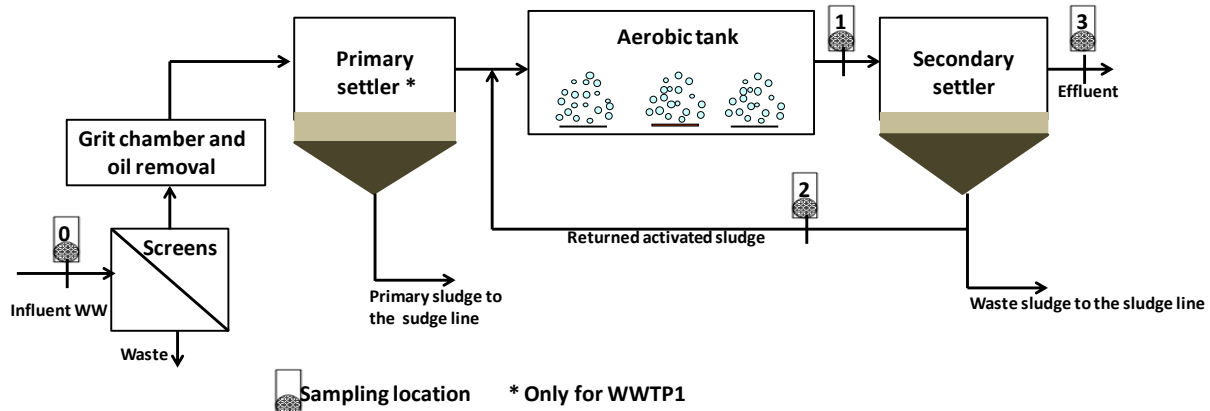 0
Influent WW
Screens
Waste
Grit chamber and
oil removal
Primary
settler *
Primary sludge to
the sudge line
Aerobic tank
1
2
Returned activated sludge
Secondary
settler
3
Effluent
Waste sludge to the sludge line
Sampling location
* Only for WWTP1